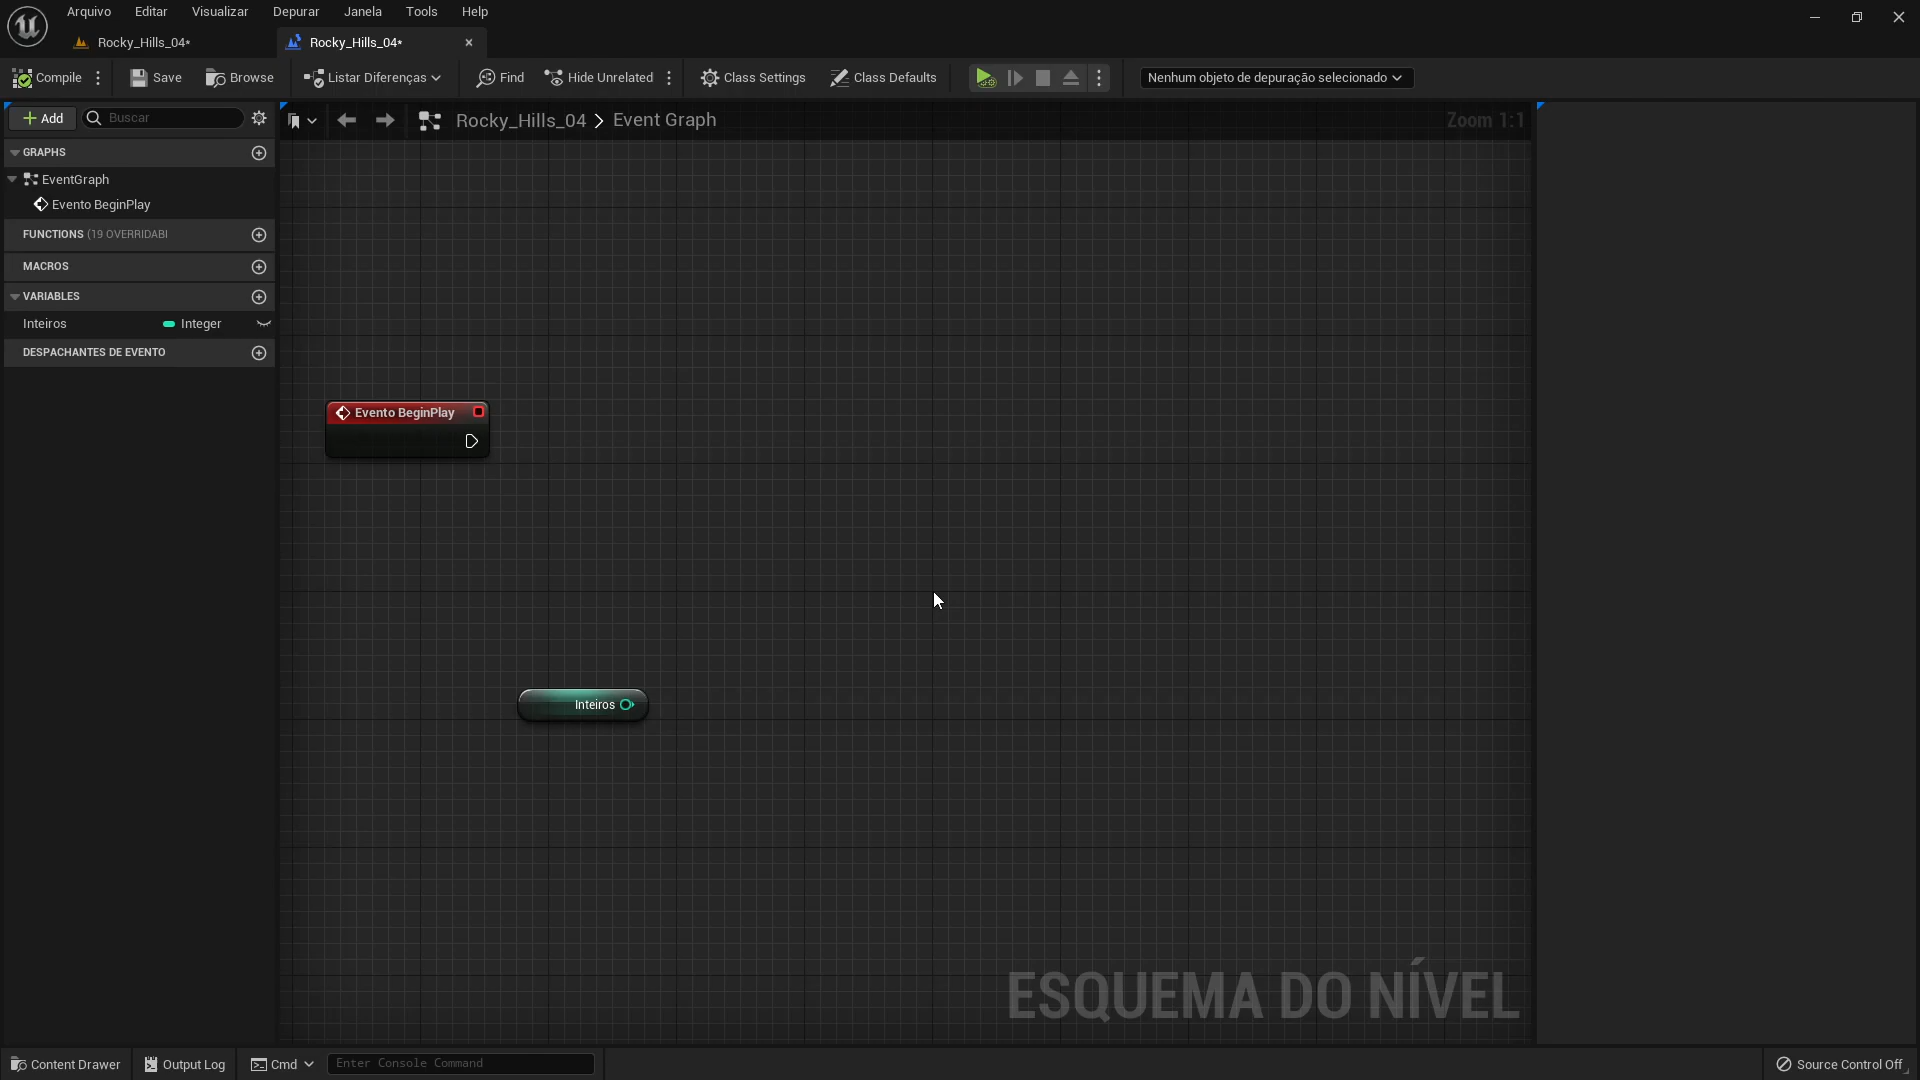 Arquivo Editar Visualizar Depurar Janela Tools Help
Rocky_Hills_04* Rocky_Hills_04*
Compile Save Browse Listar Diferenças Find Hide Unrelated Class Settings Class Defaults Nenhum objeto de depuração selecionado
Add Buscar
Rocky_Hills_04 > Event Graph Zoom 1:1
GRAPHS
EventGraph
Evento BeginPlay
FUNCTIONS (19 OVERRIDABI
MACROS
VARIABLES
Inteiros Integer
DESPACHANTES DE EVENTO
Evento BeginPlay
Inteiros
ESQUEMA DO NÍVEL
Content Drawer Output Log Cmd Enter Console Command Source Control Off